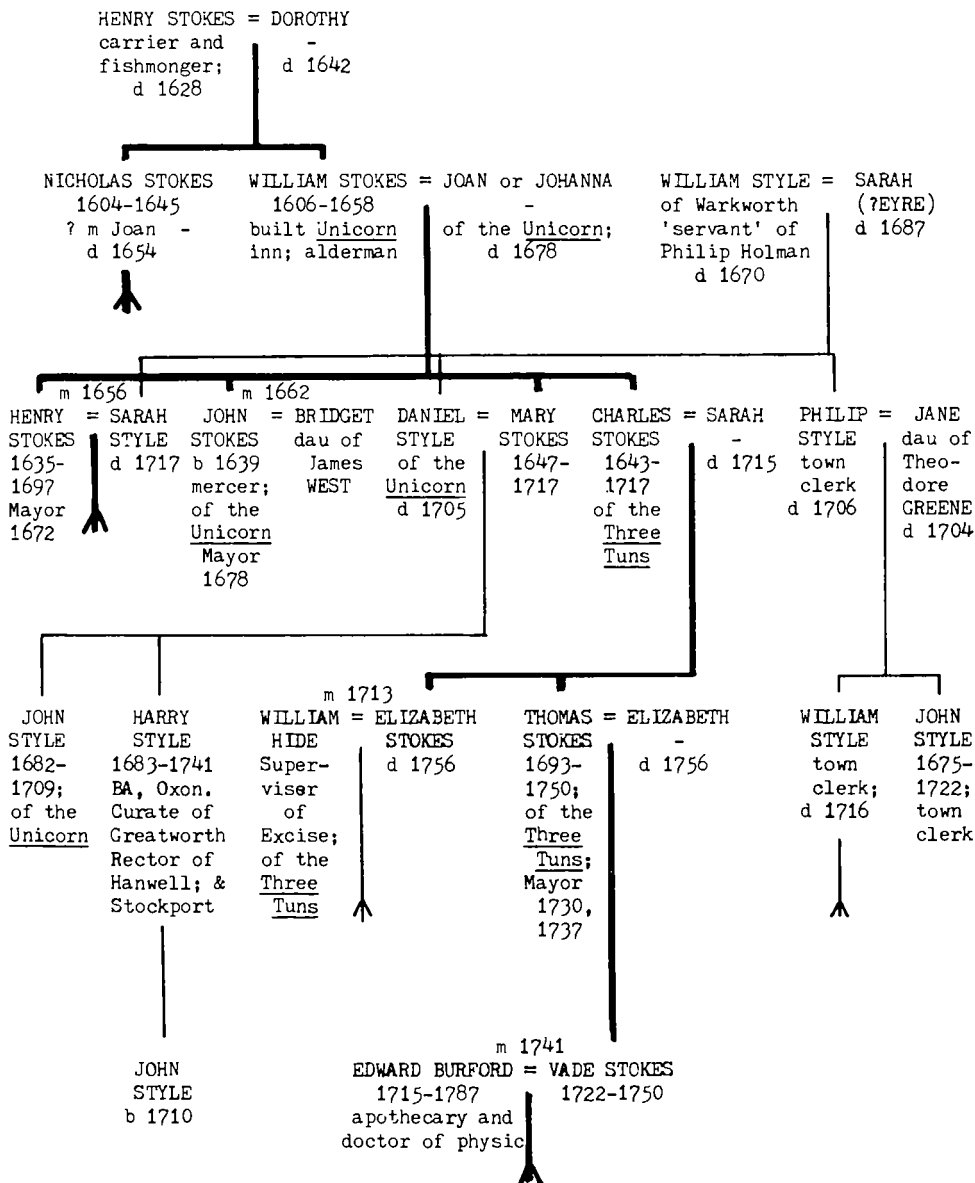 HENRY STOKES = DOROTHY
carrier and -
fishmonger; d 1642
d 1628
NICHOLAS STOKES
1604-1645
? m Joan -
d 1654
WILLIAM STOKES = JOAN or JOHANNA
1606-1658 -
built Unicorn of the Unicorn;
inn; alderman d 1678
WILLIAM STYLE = SARAH
of Warkworth (?EYRE)
'servant' of d 1687
Philip Holman
d 1670
m 1656
HENRY = SARAH
STOKES STYLE
1635- d 1717
1697
Mayor
1672
m 1662
JOHN = BRIDGET
STOKES dau of
b 1639 James
mercer; WEST
of the
Unicorn
Mayor
1678
DANIEL = MARY
STYLE STOKES
of the 1647-
Unicorn 1717
d 1705
CHARLES = SARAH
STOKES -
1643- d 1715
1717
of the
Three
Tuns
PHILIP = JANE
STYLE dau of
town Theo-
clerk dore
d 1706 GREENE
d 1704
JOHN
STYLE
1682-
1709;
of the
Unicorn
HARRY
STYLE
1683-1741
BA, Oxon.
Curate of
Greatworth
Rector of
Hanwell; &
Stockport
m 1713
WILLIAM = ELIZABETH
HIDE STOKES
Super- d 1756
viser
of
Excise;
of the
Three
Tuns
THOMAS = ELIZABETH
STOKES -
1693- d 1756
1750;
of the
Three
Tuns;
Mayor
1730,
1737
WILLIAM
STYLE
town
clerk;
d 1716
JOHN
STYLE
1675-
1722;
town
clerk
JOHN
STYLE
b 1710
m 1741
EDWARD BURFORD = VADE STOKES
1715-1787 1722-1750
apothecary and
doctor of physic